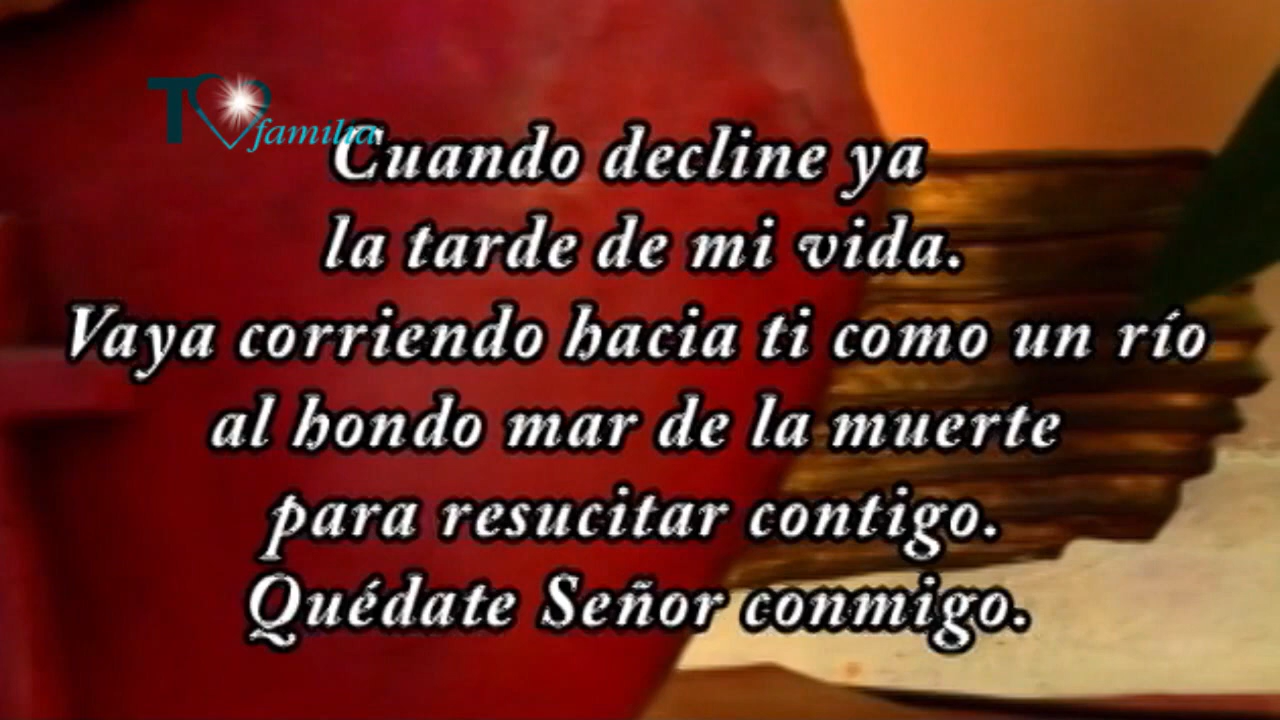 TV familia
Cuando decline ya
la tarde de mi vida.
Vaya corriendo hacia ti como un río
al hondo mar de la muerte
para resucitar contigo.
Quédate Señor conmigo.